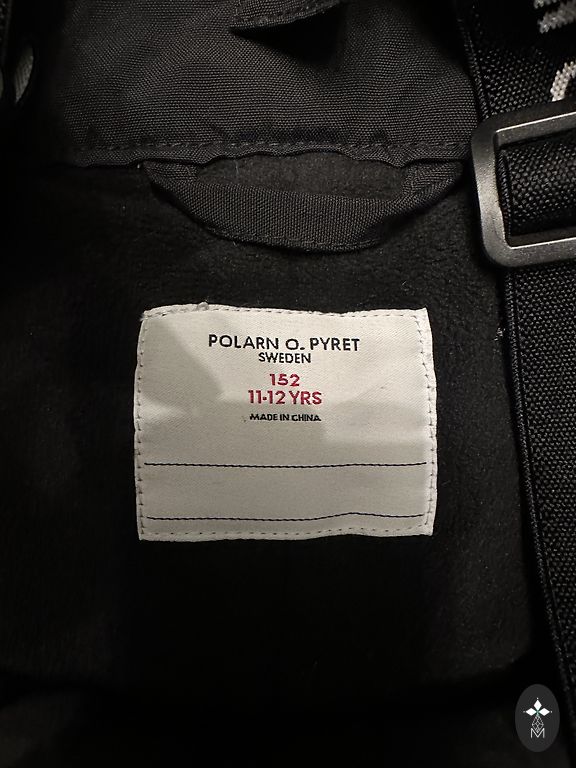 POLARN O. PYRET
SWEDEN
152
11-12 YRS
MADE IN CHINA
M